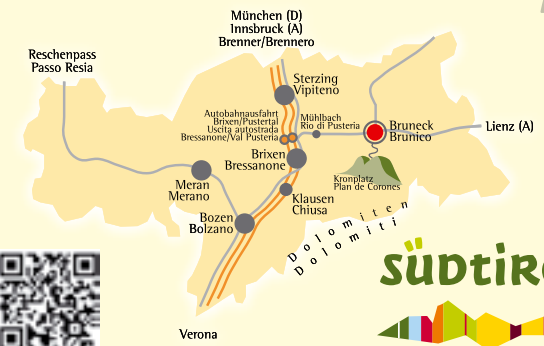 München (D)
Innsbruck (A)
Brenner/Brennero
Reschenpass
Passo Resia
Sterzing
Vipiteno
Autobahnausfahrt
Brixen/Pustertal
Uscita autostrada
Bressanone/Val Pusteria
Mühlbach
Rio di Pusteria
Bruneck
Brunico
Lienz (A)
Brixen
Bressanone
Kronplatz
Plan de Corones
Meran
Merano
Klausen
Chiusa
Bozen
Bolzano
Dolomiten
Dolomiti
Verona